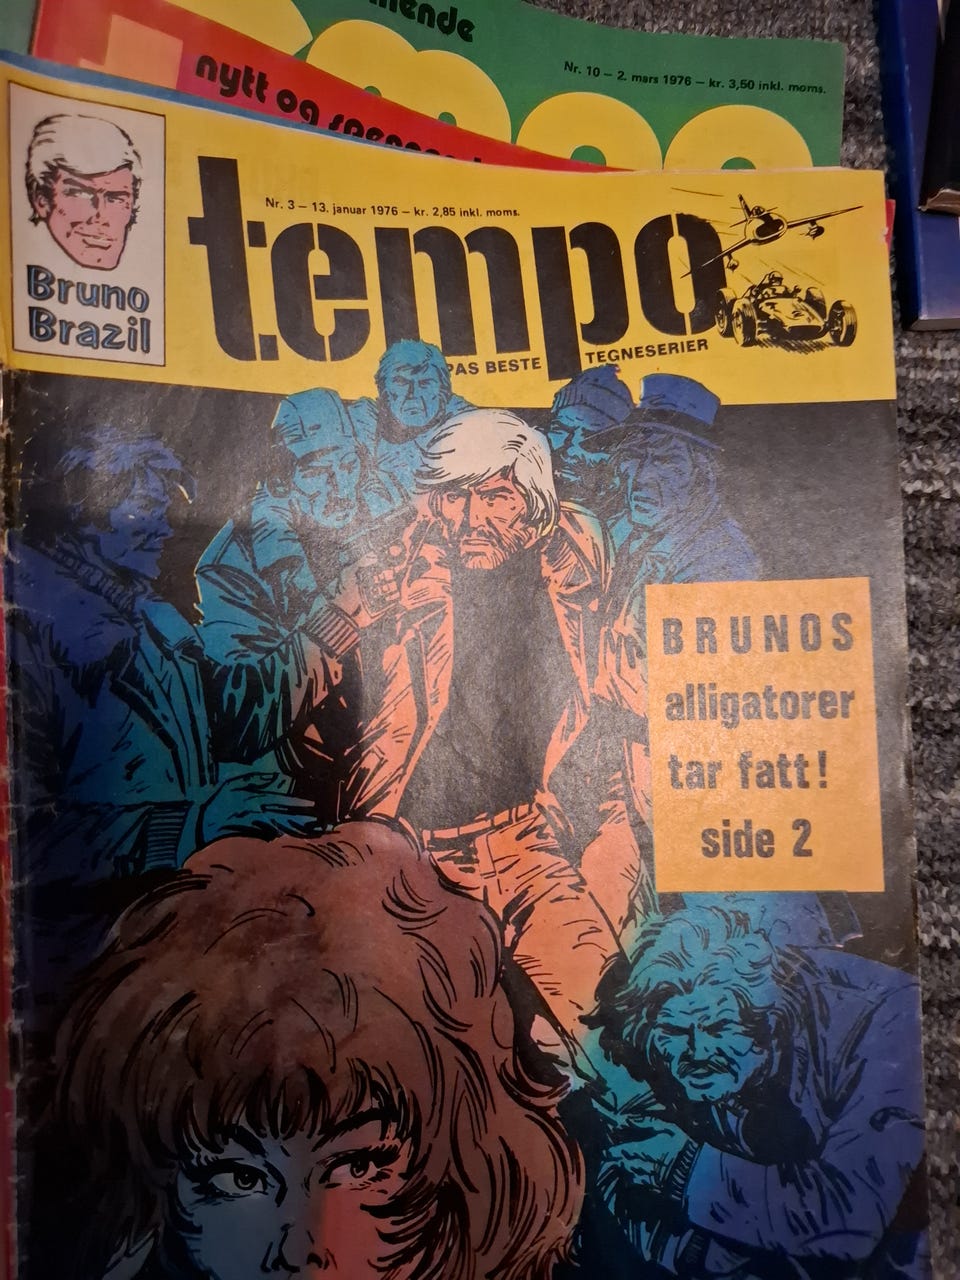 Nr. 10 – 2. mars 1976 – kr. 3,50 inkl. moms.
nytt og
Bruno
Brazil
Nr. 3 – 13. januar 1976 – kr. 2,85 inkl. moms.
tempo
PAS BESTE TEGNESERIER
BRUNOS
alligatorer
tar fatt!
side 2